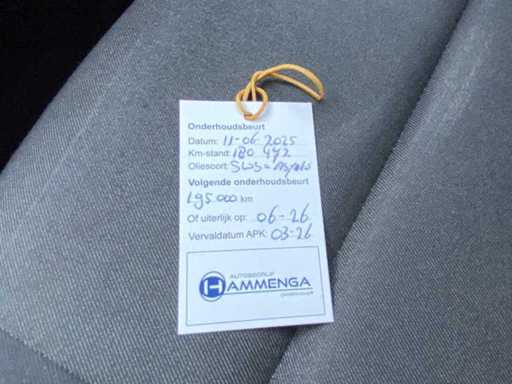 Onderhoudsbeurt
Datum: 11-06-2025
Km-stand: 180 472
Oliesoort: 5W30
Volgende onderhoudsbeurt
195.000 km
Of uiterlijk op: 06-26
Vervaldatum APK: 03-26
AUTOBEDRIJF
HAMMENGA